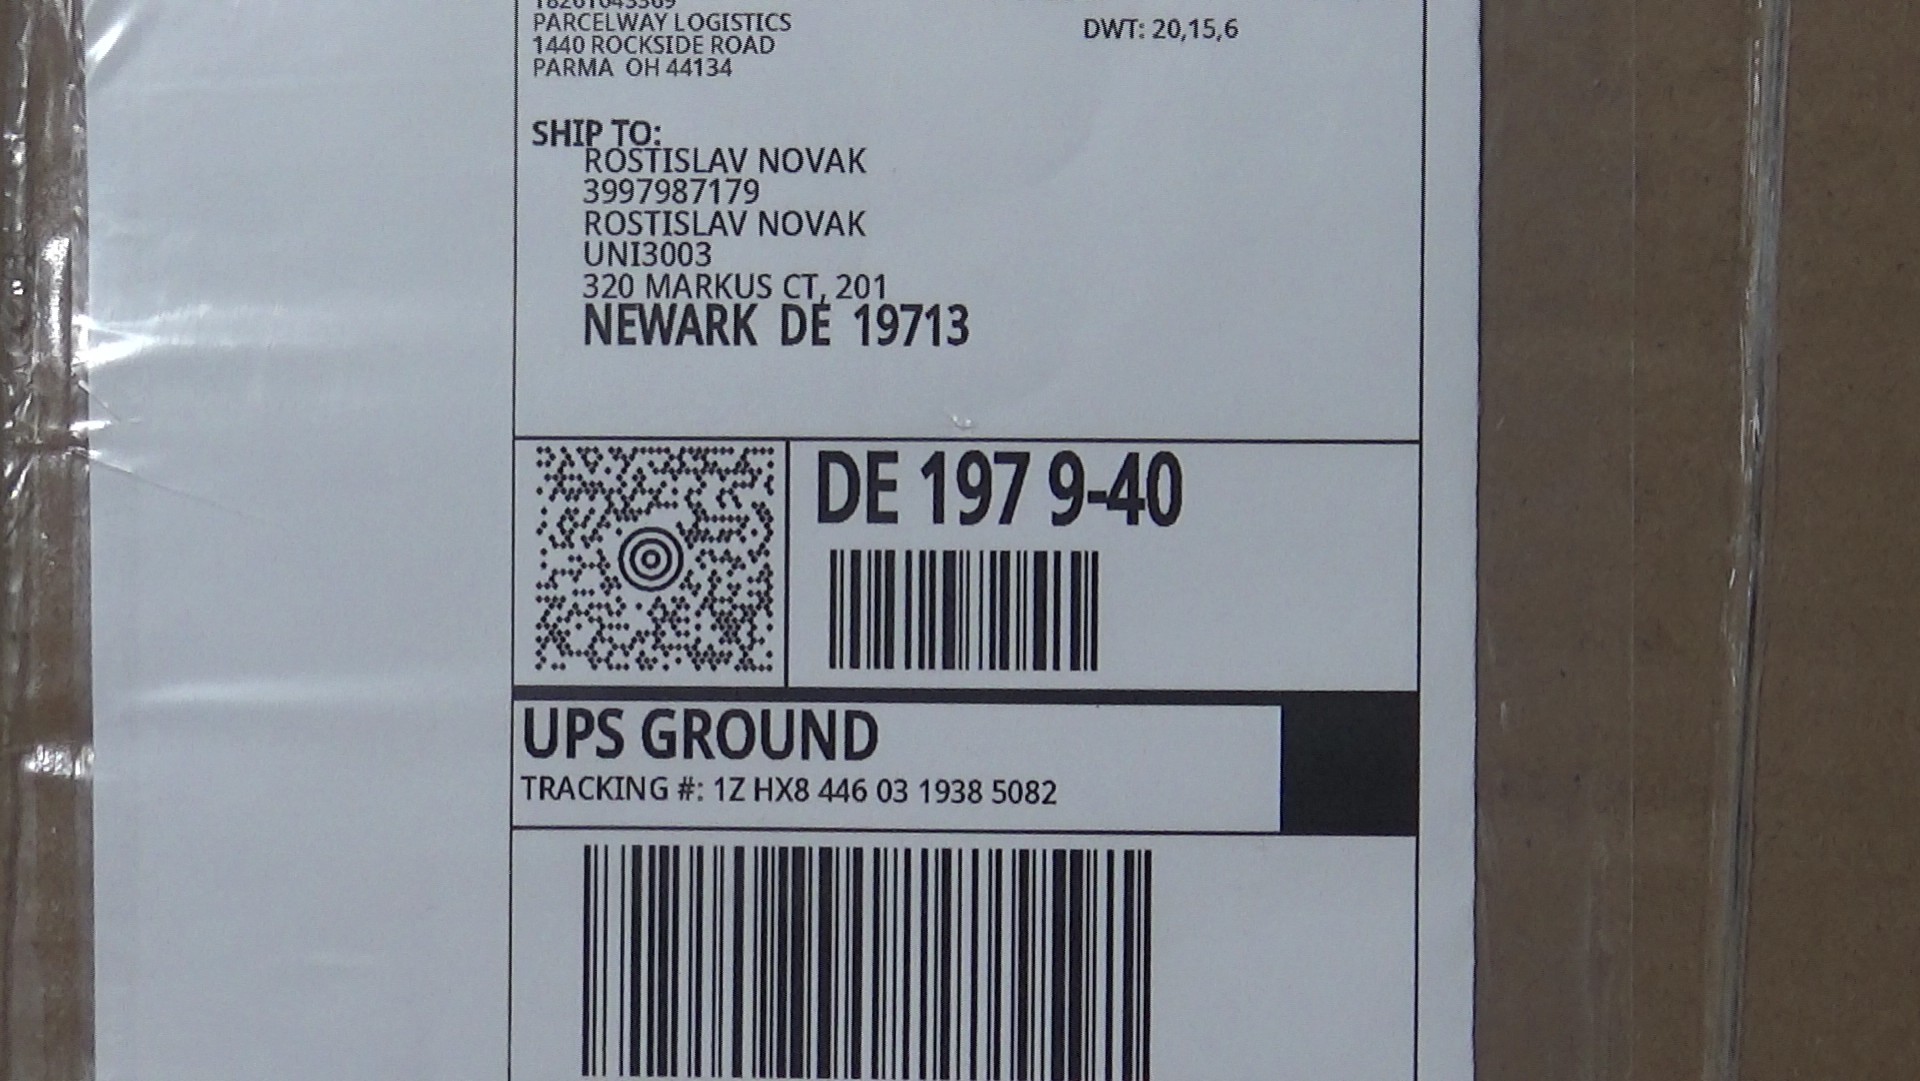 PARCELWAY LOGISTICS
1440 ROCKSIDE ROAD
PARMA OH 44134
DWT: 20,15,6
SHIP TO:
ROSTISLAV NOVAK
3997987179
ROSTISLAV NOVAK
UNI3003
320 MARKUS CT, 201
NEWARK DE 19713
DE 197 9-40
UPS GROUND
TRACKING #: 1Z HX8 446 03 1938 5082